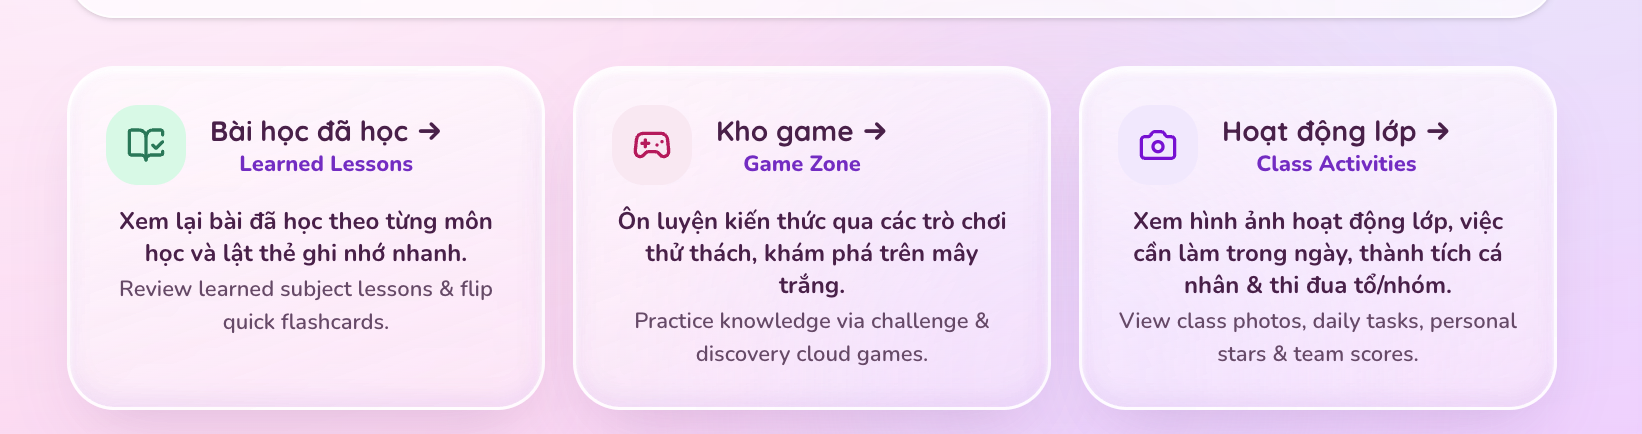 Bài học đã học →
Learned Lessons
Xem lại bài đã học theo từng môn
học và lật thẻ ghi nhớ nhanh.
Review learned subject lessons & flip
quick flashcards.
Kho game →
Game Zone
Ôn luyện kiến thức qua các trò chơi
thử thách, khám phá trên mây
trắng.
Practice knowledge via challenge &
discovery cloud games.
Hoạt động lớp →
Class Activities
Xem hình ảnh hoạt động lớp, việc
cần làm trong ngày, thành tích cá
nhân & thi đua tổ/nhóm.
View class photos, daily tasks, personal
stars & team scores.